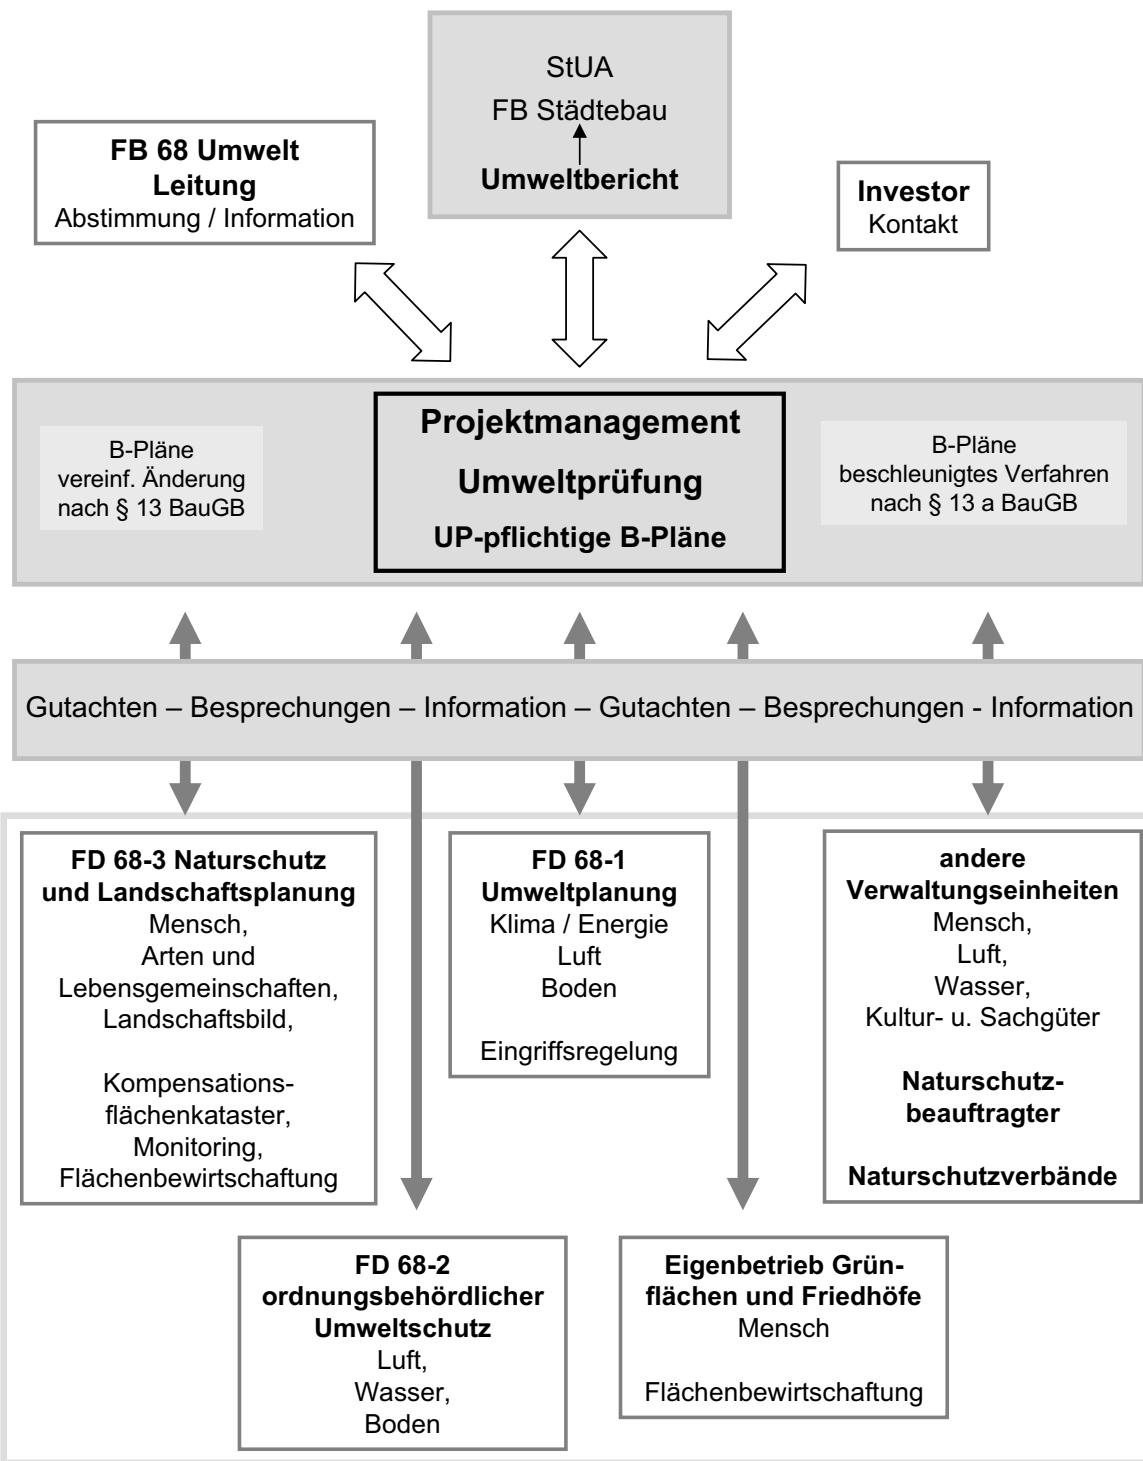 StUA
FB Städtebau
Umweltbericht
FB 68 Umwelt
Leitung
Abstimmung / Information
Investor
Kontakt
B-Pläne
vereinf. Änderung
nach § 13 BauGB
Projektmanagement
Umweltprüfung
UP-pflichtige B-Pläne
B-Pläne
beschleunigtes Verfahren
nach § 13 a BauGB
Gutachten – Besprechungen – Information – Gutachten – Besprechungen - Information
FD 68-3 Naturschutz
und Landschaftsplanung
Mensch,
Arten und
Lebensgemeinschaften,
Landschaftsbild,
Kompensations-
flächenkataster,
Monitoring,
Flächenbewirtschaftung
FD 68-1
Umweltplanung
Klima / Energie
Luft
Boden
Eingriffsregelung
andere
Verwaltungseinheiten
Mensch,
Luft,
Wasser,
Kultur- u. Sachgüter
Naturschutz-
beauftragter
Naturschutzverbände
FD 68-2
ordnungsbehördlicher
Umweltschutz
Luft,
Wasser,
Boden
Eigenbetrieb Grün-
flächen und Friedhöfe
Mensch
Flächenbewirtschaftung